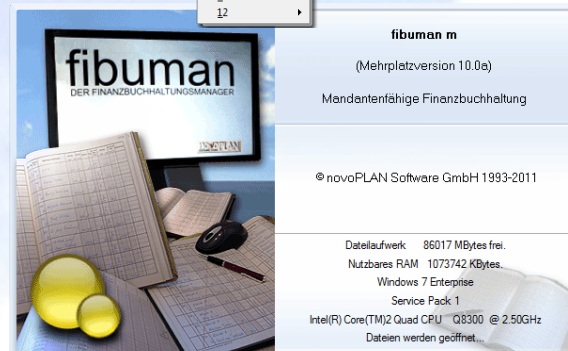 12
fibuman
DER FINANZBUCHHALTUNGSMANAGER
fibuman m
(Mehrplatzversion 10.0a)
Mandantenfähige Finanzbuchhaltung
© novoPLAN Software GmbH 1993-2011
Dateilaufwerk 86017 MBytes frei.
Nutzbares RAM 1073742 KBytes.
Windows 7 Enterprise
Service Pack 1
Intel(R) Core(TM)2 Quad CPU Q8300 @ 2.50GHz
Dateien werden geöffnet...